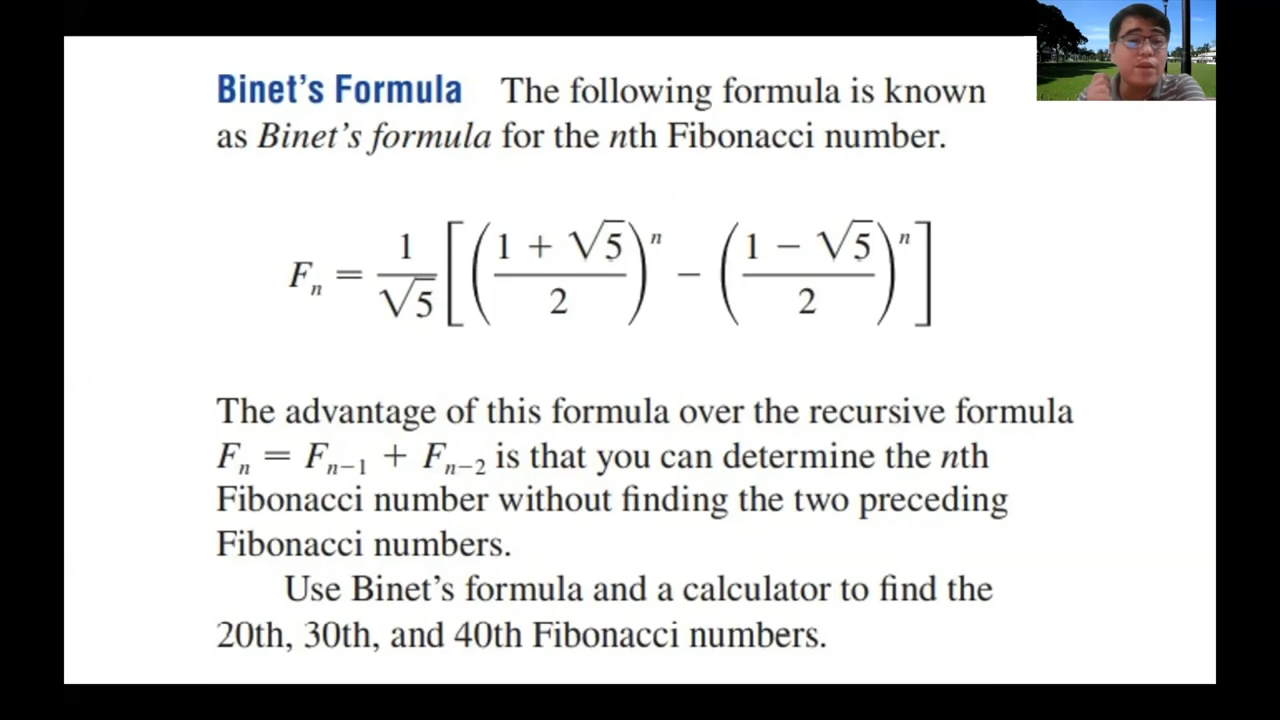 Binet's Formula The following formula is known
as Binet's formula for the nth Fibonacci number.
F_n = 1/√5 [ ( (1 + √5)/2 )^n − ( (1 − √5)/2 )^n ]
The advantage of this formula over the recursive formula
F_{n−1} + F_{n−2} is that you can determine the nth
Fibonacci number without finding the two preceding
Fibonacci numbers.
Use Binet's formula and a calculator to find the
20th, 30th, and 40th Fibonacci numbers.